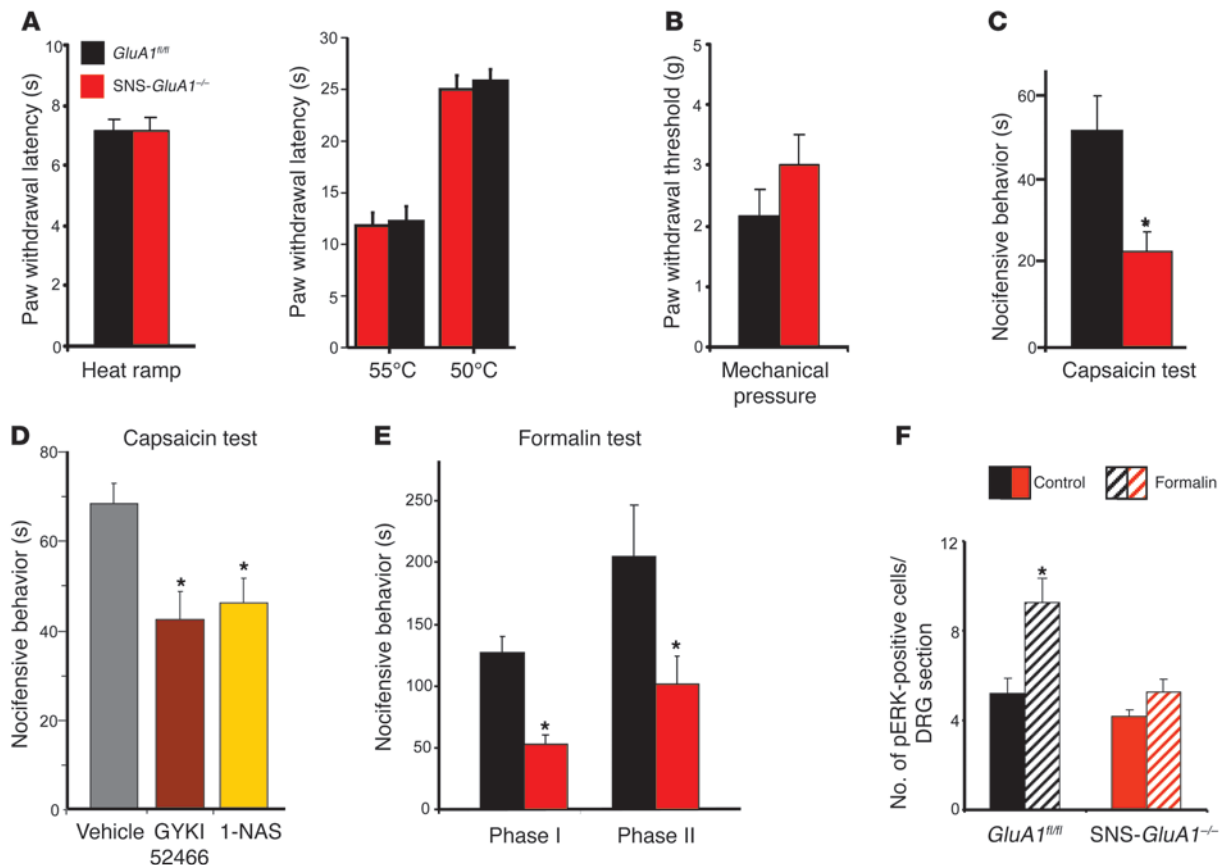 A
Paw withdrawal latency (s)
10
8
7
6
4
2
0
GluA1fl/fl
SNS-GluA1–/–
Heat ramp
Paw withdrawal latency (s)
30
25
20
15
10
5
0
55°C 50°C
B
Paw withdrawal threshold (g)
5
4
3
2
1
0
Mechanical
pressure
C
Nocifensive behavior (s)
60
40
20
0
*
Capsaicin test
D
Capsaicin test
Nocifensive behavior (s)
80
60
40
20
0
* *
Vehicle GYKI 1-NAS
52466
E
Formalin test
Nocifensive behavior (s)
250
200
150
100
50
0
* *
Phase I Phase II
F
Control Formalin
No. of pERK-positive cells/
DRG section
12
8
4
0
*
GluA1fl/fl SNS-GluA1–/–